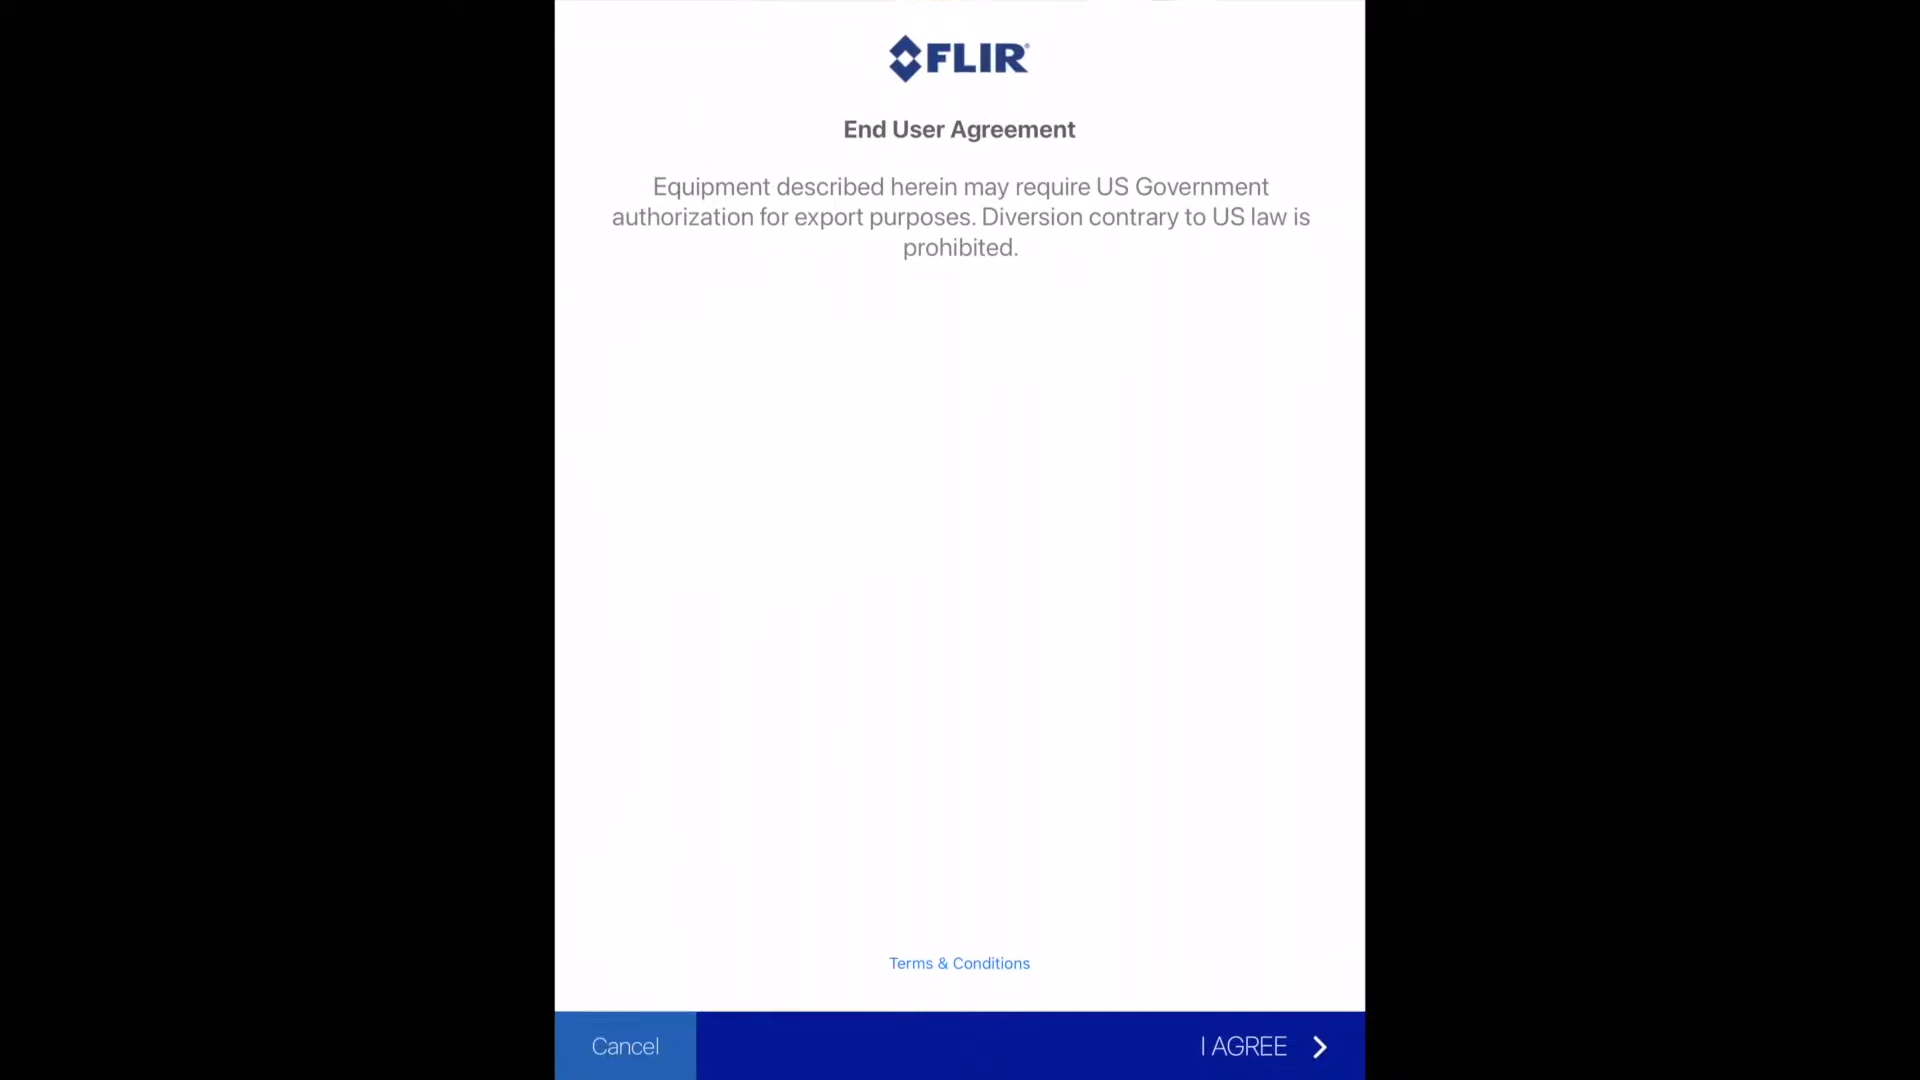 FLIR
End User Agreement
Equipment described herein may require US Government
authorization for export purposes. Diversion contrary to US law is
prohibited.
Terms & Conditions
Cancel
I AGREE